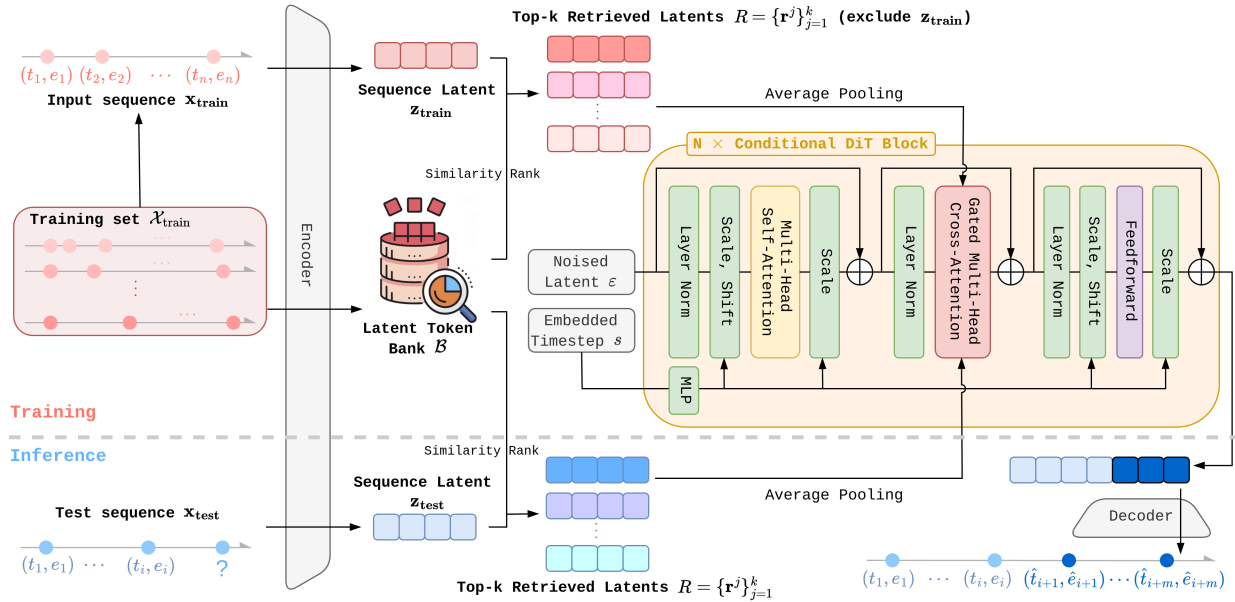 Top-k Retrieved Latents R = {r^j}_{j=1}^k (exclude z_train)
(t_1, e_1) (t_2, e_2) ··· (t_n, e_n)
Input sequence x_train
Encoder
Sequence Latent
z_train
Average Pooling
N × Conditional DiT Block
Training set X_train
...
...
⋮
...
Similarity Rank
Latent Token
Bank B
Noised
Latent ε
Embedded
Timestep s
Layer Norm
Scale, Shift
Multi-Head
Self-Attention
Scale
Layer Norm
Gated Multi-Head
Cross-Attention
Layer Norm
Scale, Shift
Feedforward
Scale
MLP
Training
Inference
Similarity Rank
Sequence Latent
z_test
Average Pooling
Test sequence x_test
(t_1, e_1) ··· (t_i, e_i) ?
Top-k Retrieved Latents R = {r^j}_{j=1}^k
Decoder
(t_1, e_1) ··· (t_i, e_i) (t̂_{i+1}, ê_{i+1}) ··· (t̂_{i+m}, ê_{i+m})